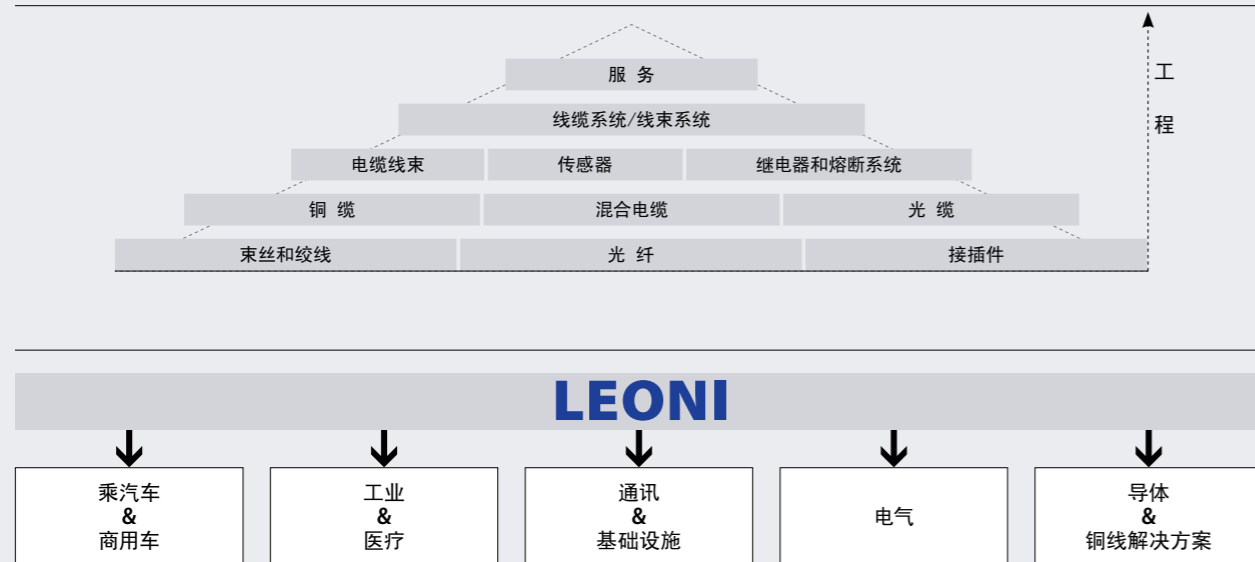 服 务
线缆系统/线束系统
电缆线束 传感器 继电器和熔断系统
铜 缆 混合电缆 光 缆
束丝和绞线 光 纤 接插件
工
程
LEONI
乘汽车
&
商用车
工业
&
医疗
通讯
&
基础设施
电气
导体
&
铜线解决方案